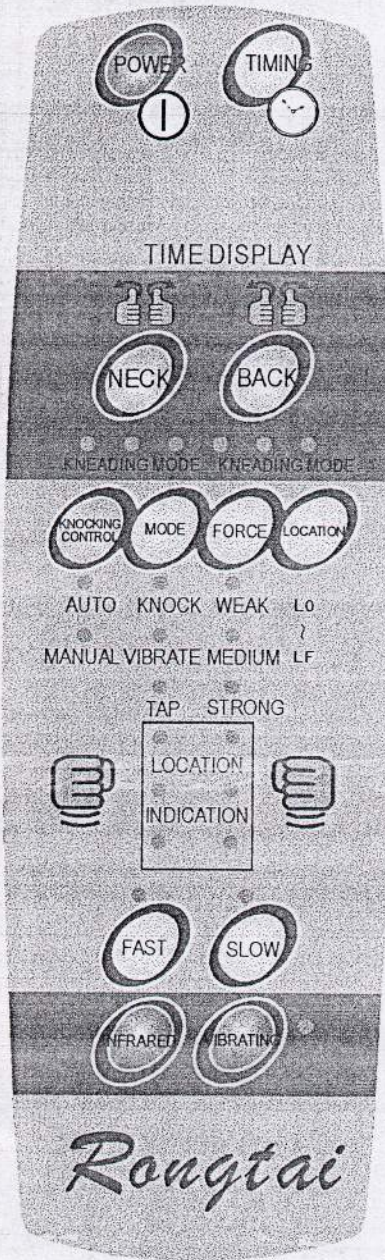 POWER TIMING
TIME DISPLAY
NECK BACK
KNEADING MODE KNEADING MODE
KNOCKING CONTROL MODE FORCE LOCATION
AUTO KNOCK WEAK LO
~
MANUAL VIBRATE MEDIUM LF
TAP STRONG
LOCATION
INDICATION
FAST SLOW
INFRARED VIBRATING
Rongtai